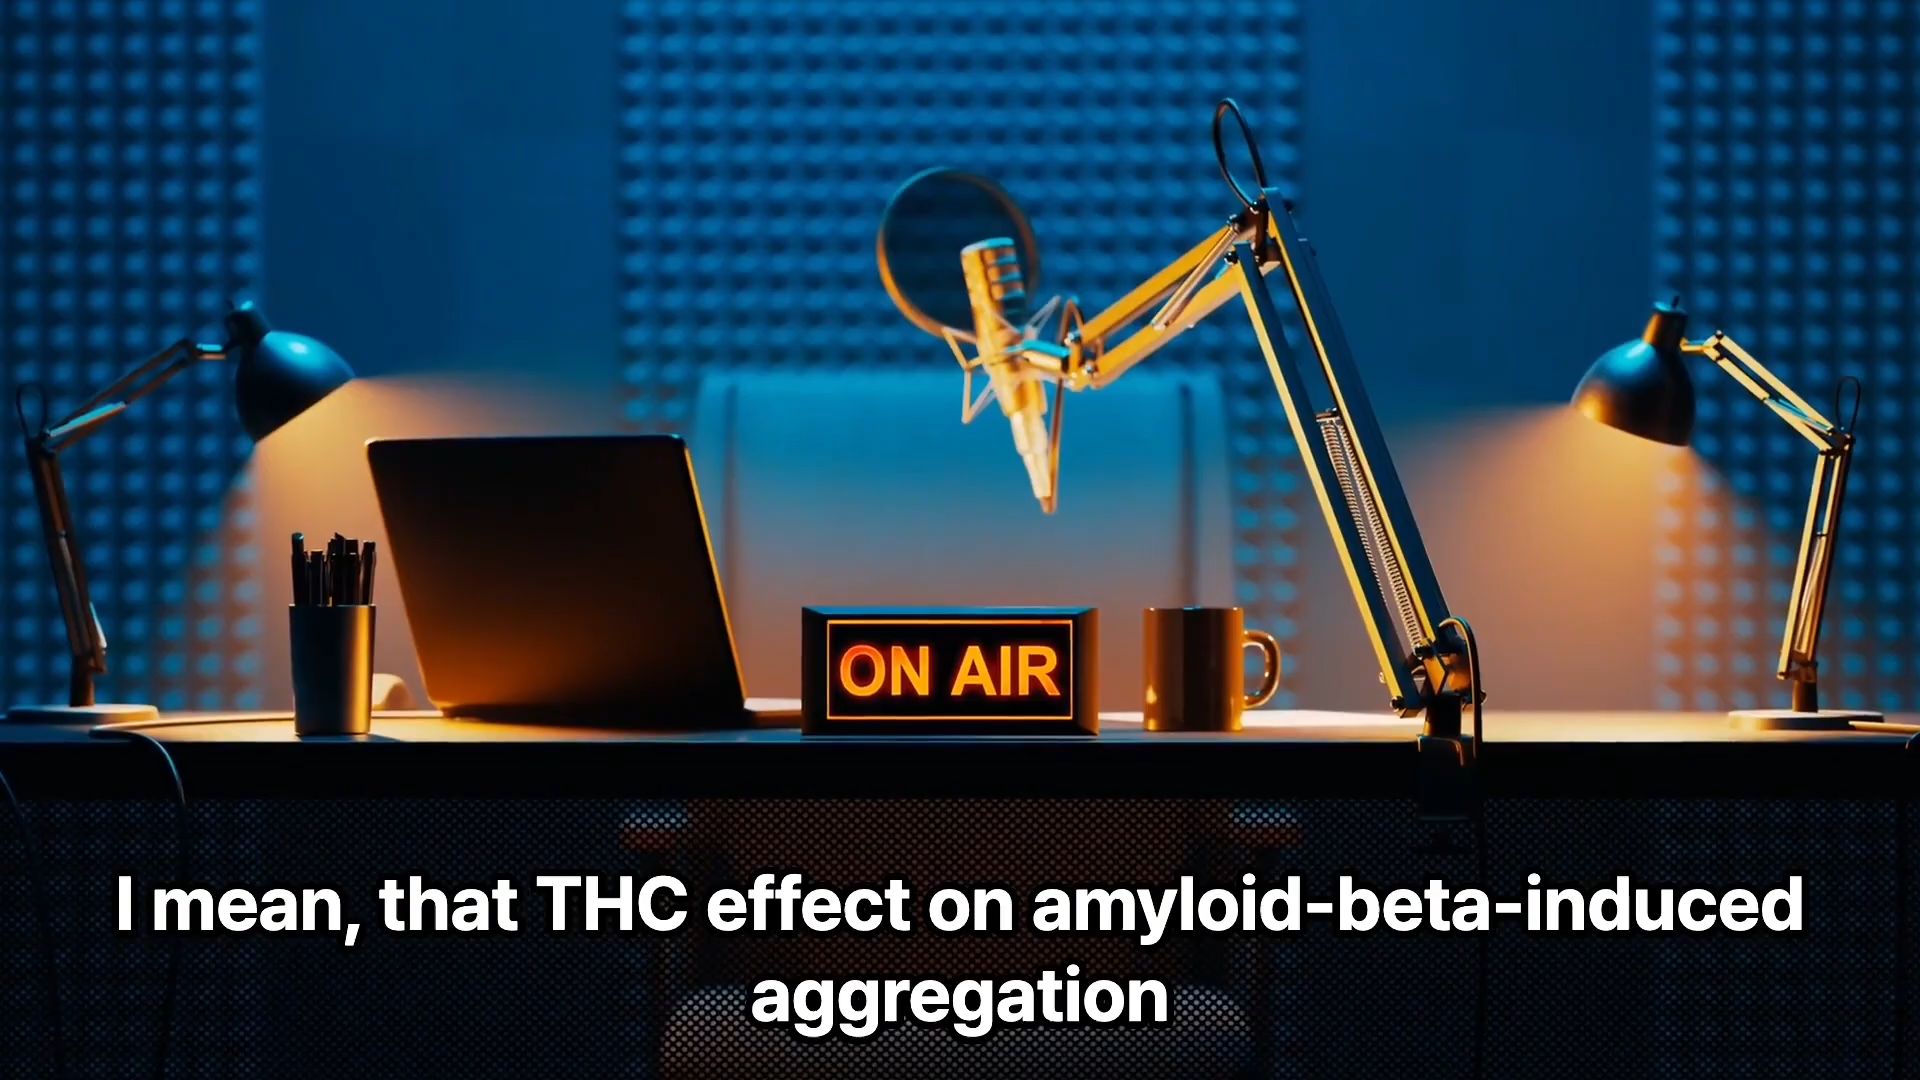 ON AIR
I mean, that THC effect on amyloid-beta-induced
aggregation